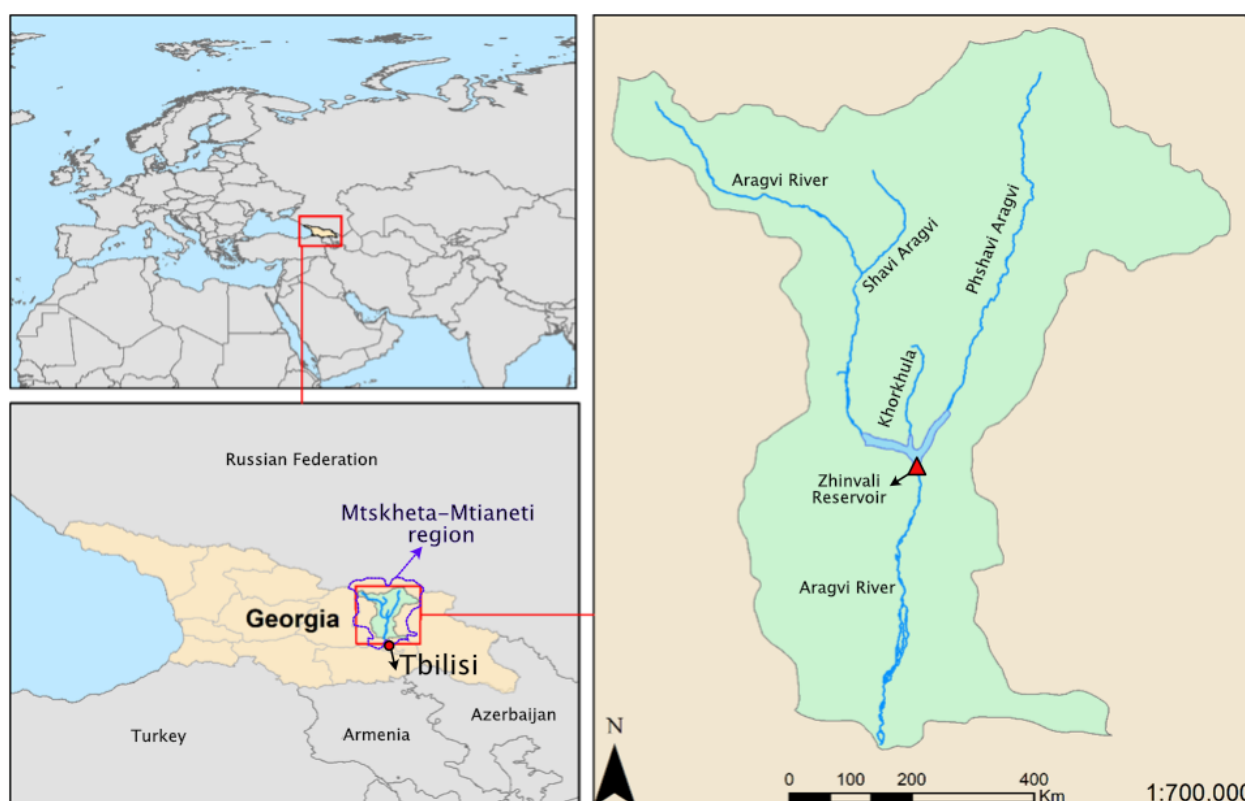 Russian Federation
Mtskheta-Mtianeti
region
Georgia
Tbilisi
Turkey
Armenia
Azerbaijan
Aragvi River
Shavi Aragvi
Phshavi Aragvi
Khorkhula
Zhinvali
Reservoir
Aragvi River
N
0 100 200 400
Km
1:700.000